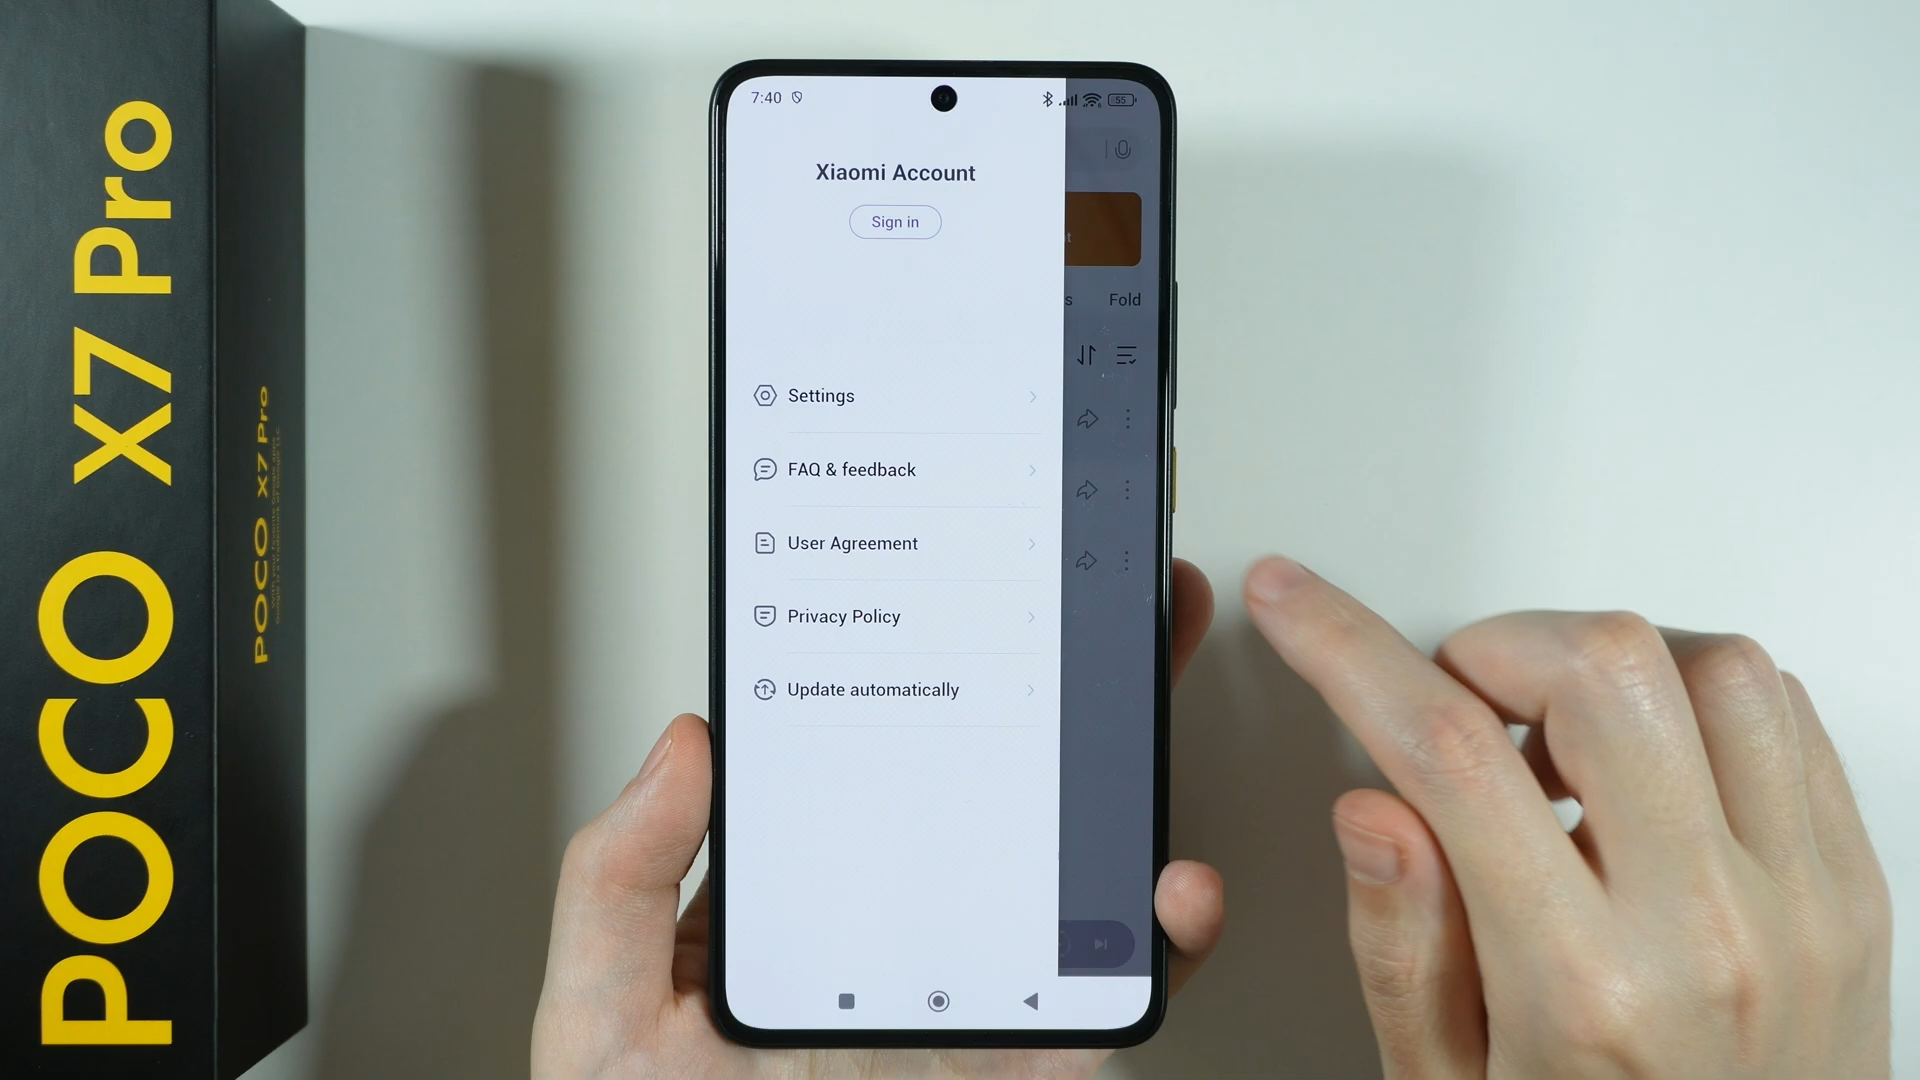 POCO X7 Pro
POCO X7 Pro
7:40
55
Xiaomi Account
Sign in
t
s
Fold
Settings
FAQ & feedback
User Agreement
Privacy Policy
Update automatically